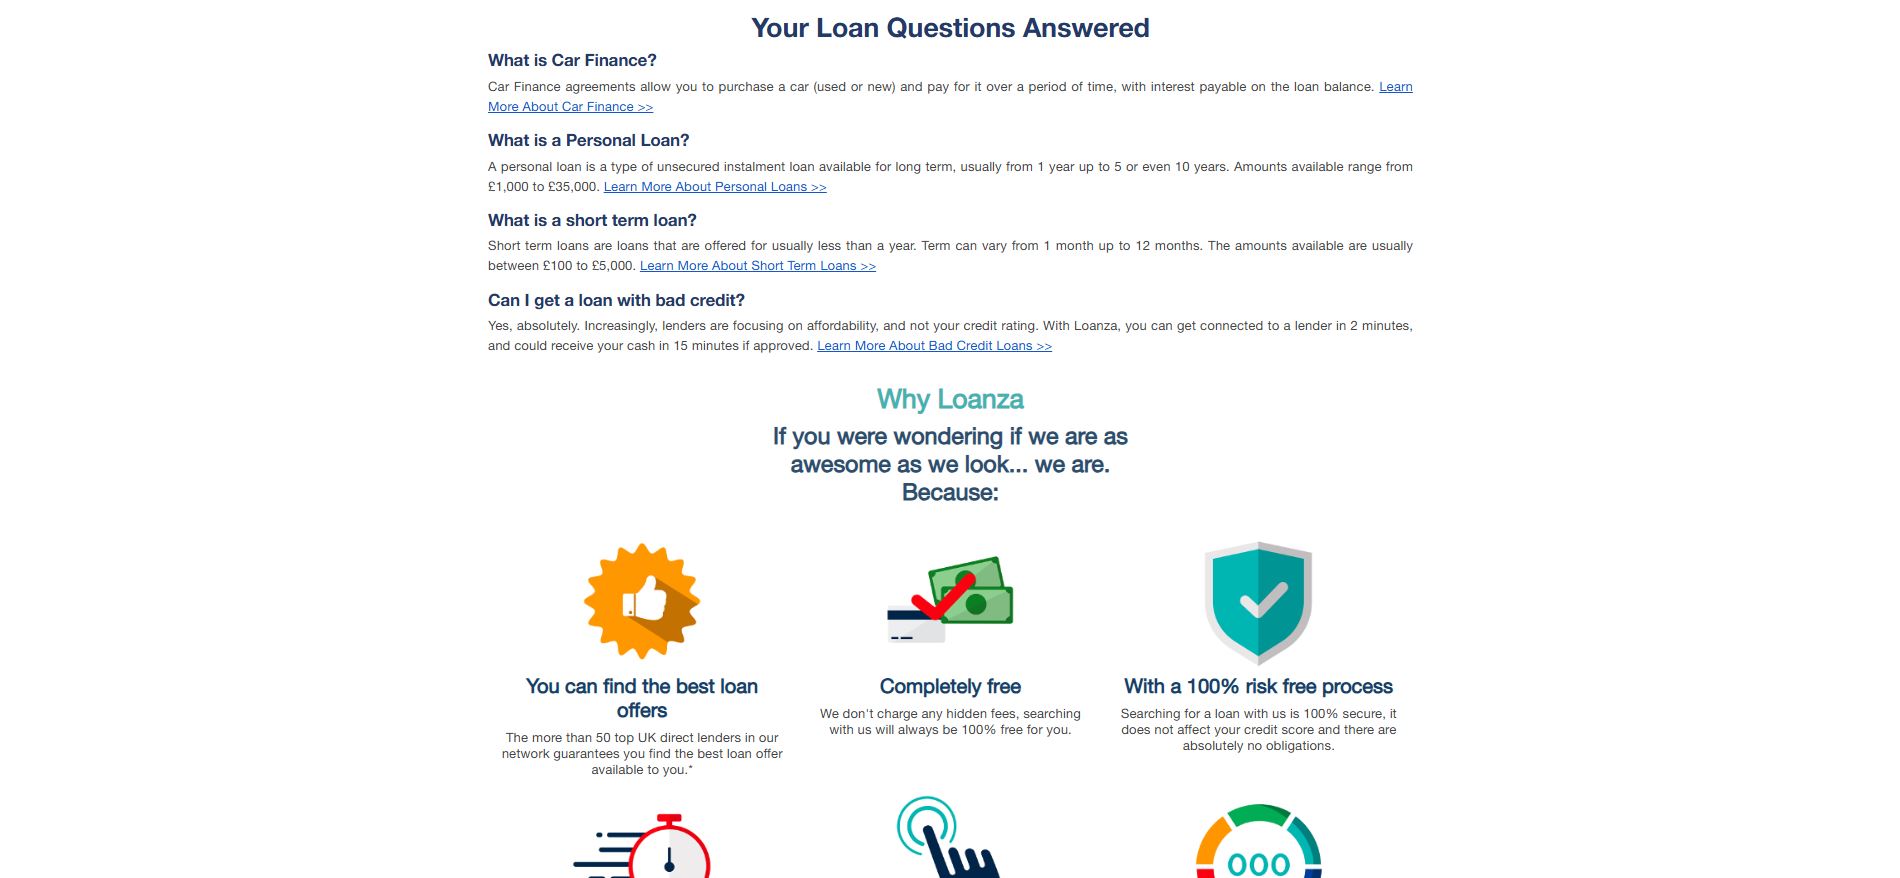 Your Loan Questions Answered
What is Car Finance?
Car Finance agreements allow you to purchase a car (used or new) and pay for it over a period of time, with interest payable on the loan balance. Learn
More About Car Finance >>
What is a Personal Loan?
A personal loan is a type of unsecured instalment loan available for long term, usually from 1 year up to 5 or even 10 years. Amounts available range from
£1,000 to £35,000. Learn More About Personal Loans >>
What is a short term loan?
Short term loans are loans that are offered for usually less than a year. Term can vary from 1 month up to 12 months. The amounts available are usually
between £100 to £5,000. Learn More About Short Term Loans >>
Can I get a loan with bad credit?
Yes, absolutely. Increasingly, lenders are focusing on affordability, and not your credit rating. With Loanza, you can get connected to a lender in 2 minutes,
and could receive your cash in 15 minutes if approved. Learn More About Bad Credit Loans >>
Why Loanza
If you were wondering if we are as
awesome as we look... we are.
Because:
You can find the best loan
offers
The more than 50 top UK direct lenders in our
network guarantees you find the best loan offer
available to you.*
Completely free
We don't charge any hidden fees, searching
with us will always be 100% free for you.
With a 100% risk free process
Searching for a loan with us is 100% secure, it
does not affect your credit score and there are
absolutely no obligations.
000